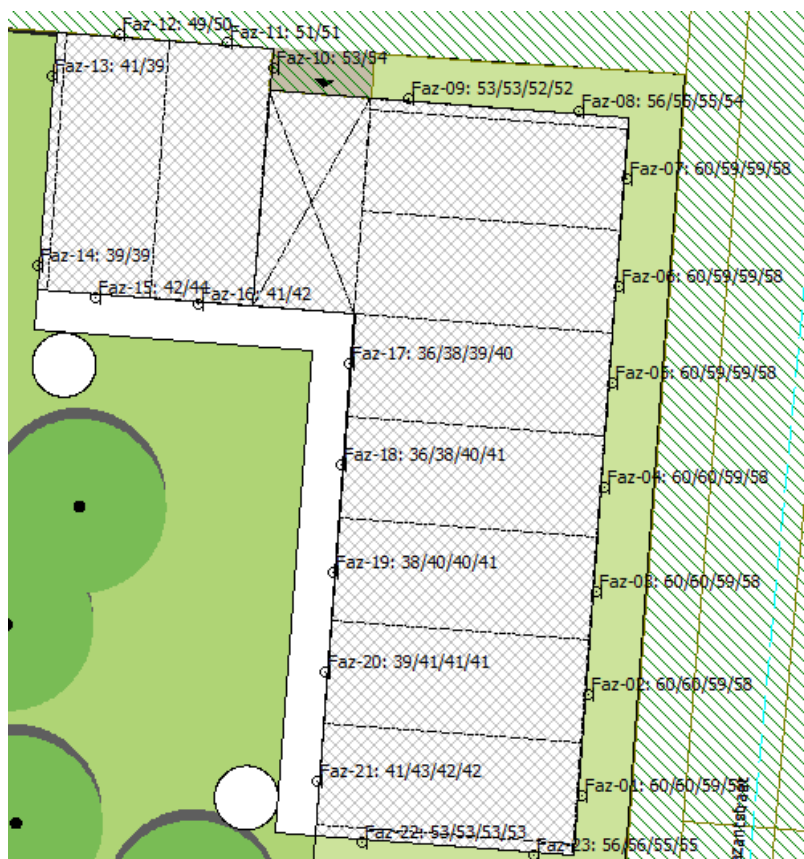 Faz-12: 49/50
Faz-11: 51/51
Faz-10: 53/54
Faz-13: 41/39
Faz-09: 53/53/52/52
Faz-08: 56/56/55/54
Faz-07: 60/59/59/58
Faz-14: 39/39
Faz-15: 42/44
Faz-16: 41/42
Faz-06: 60/59/59/58
Faz-17: 36/38/39/40
Faz-05: 60/59/59/58
Faz-18: 36/38/40/41
Faz-04: 60/60/59/58
Faz-19: 38/40/40/41
Faz-03: 60/60/59/58
Faz-20: 39/41/41/41
Faz-02: 60/60/59/58
Faz-21: 41/43/42/42
Faz-01: 60/60/59/58
Faz-22: 53/53/53/53
Faz-23: 56/56/55/55